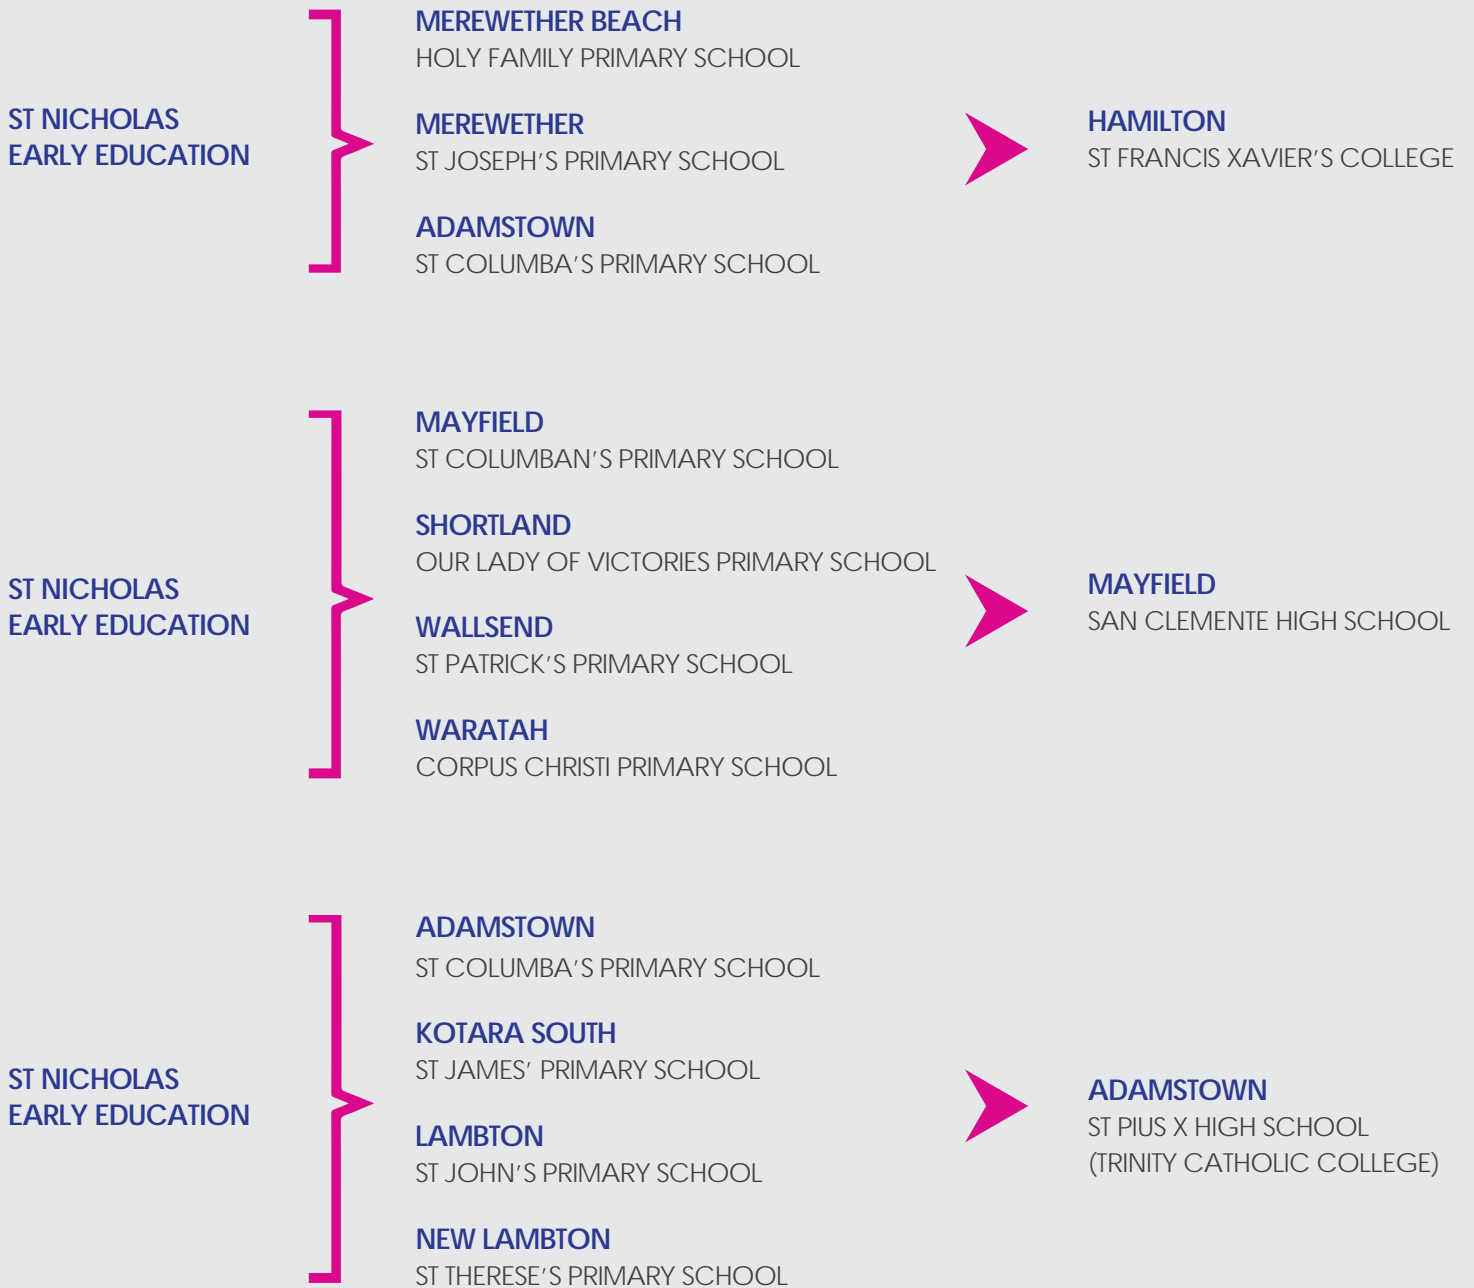 ST NICHOLAS
EARLY EDUCATION
MEREWETHER BEACH
HOLY FAMILY PRIMARY SCHOOL
MEREWETHER
ST JOSEPH'S PRIMARY SCHOOL
ADAMSTOWN
ST COLUMBA'S PRIMARY SCHOOL
HAMILTON
ST FRANCIS XAVIER'S COLLEGE
ST NICHOLAS
EARLY EDUCATION
MAYFIELD
ST COLUMBAN'S PRIMARY SCHOOL
SHORTLAND
OUR LADY OF VICTORIES PRIMARY SCHOOL
WALLSEND
ST PATRICK'S PRIMARY SCHOOL
WARATAH
CORPUS CHRISTI PRIMARY SCHOOL
MAYFIELD
SAN CLEMENTE HIGH SCHOOL
ST NICHOLAS
EARLY EDUCATION
ADAMSTOWN
ST COLUMBA'S PRIMARY SCHOOL
KOTARA SOUTH
ST JAMES' PRIMARY SCHOOL
LAMBTON
ST JOHN'S PRIMARY SCHOOL
NEW LAMBTON
ST THERESE'S PRIMARY SCHOOL
ADAMSTOWN
ST PIUS X HIGH SCHOOL
(TRINITY CATHOLIC COLLEGE)